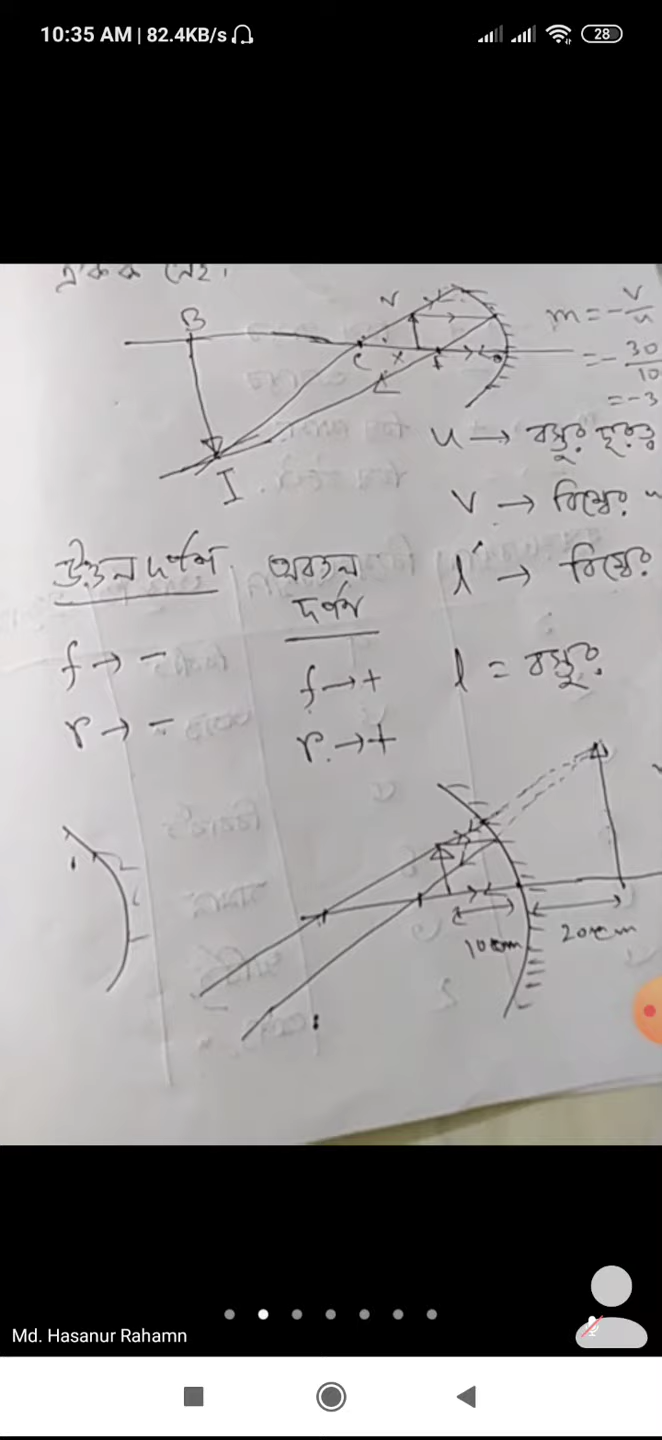 10:35 AM | 82.4KB/s
28
একক নেই।
B
C
F
I
m = - v/u
= - 30/10
= -3
u → বস্তুর দূরত্ব
v → বিম্বের "
l' → বিম্বের
l = বস্তুর
উত্তল দর্পণ
f → -
r → -
অবতল
দর্পণ
f → +
r. → +
10cm
20cm
Md. Hasanur Rahamn